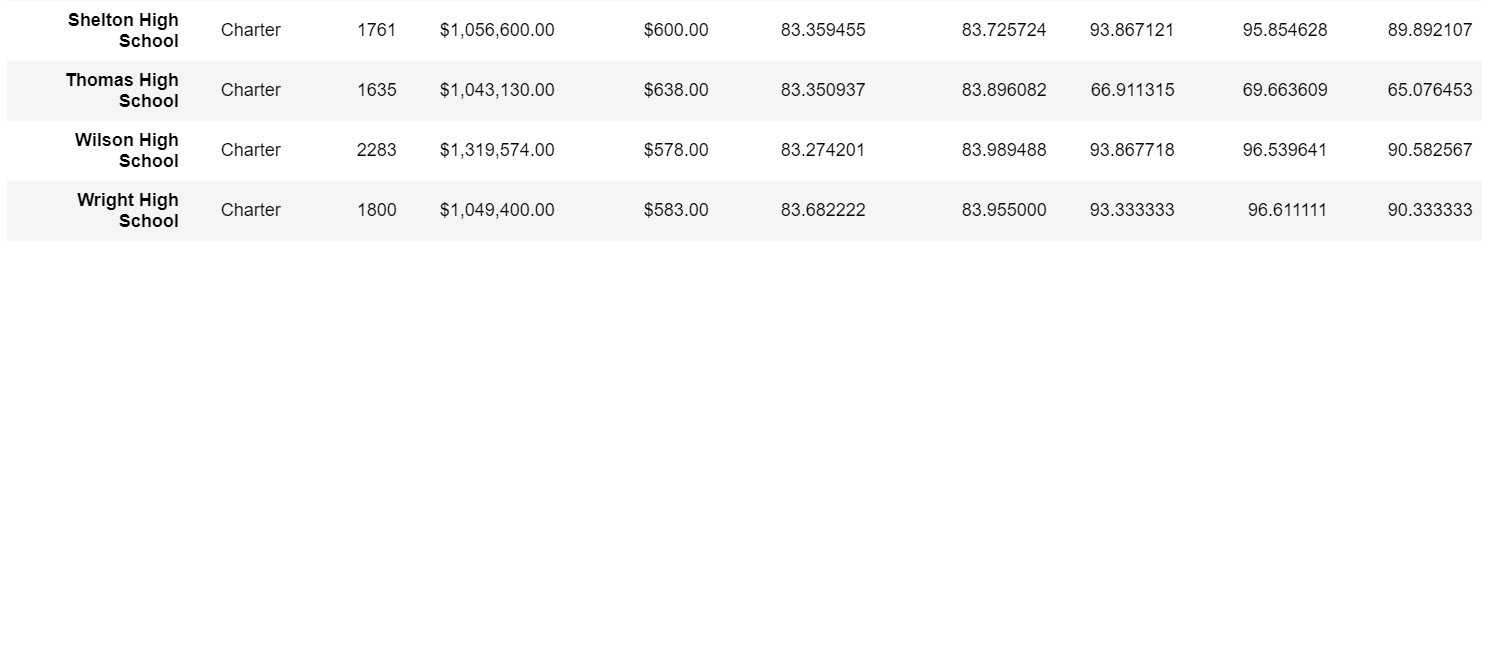 Shelton High School Charter 1761 $1,056,600.00 $600.00 83.359455 83.725724 93.867121 95.854628 89.892107
Thomas High School Charter 1635 $1,043,130.00 $638.00 83.350937 83.896082 66.911315 69.663609 65.076453
Wilson High School Charter 2283 $1,319,574.00 $578.00 83.274201 83.989488 93.867718 96.539641 90.582567
Wright High School Charter 1800 $1,049,400.00 $583.00 83.682222 83.955000 93.333333 96.611111 90.333333